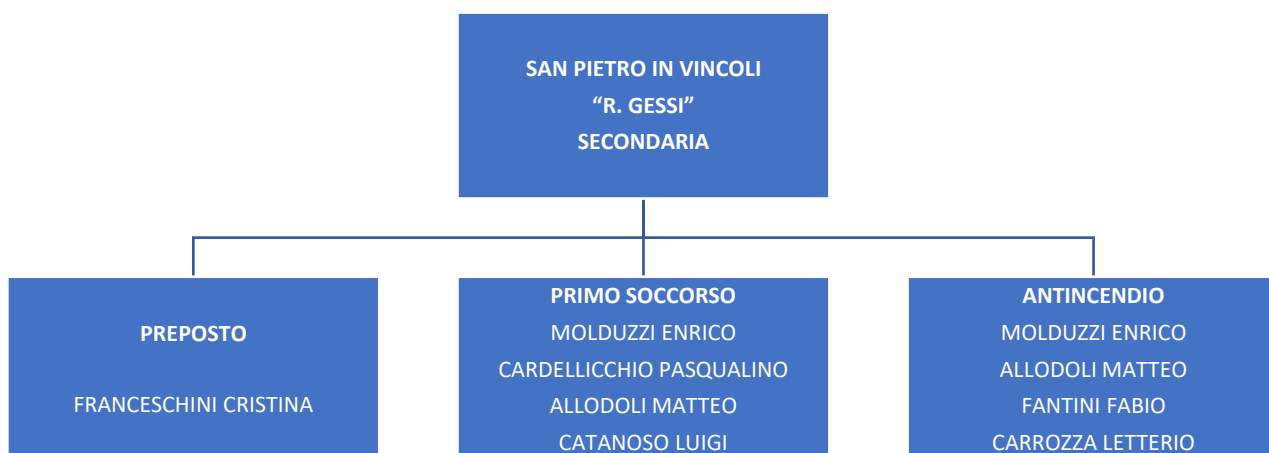 SAN PIETRO IN VINCOLI
“R. GESSI”
SECONDARIA
PREPOSTO
FRANCESCHINI CRISTINA
PRIMO SOCCORSO
MOLDUZZI ENRICO
CARDELLICCHIO PASQUALINO
ALLODOLI MATTEO
CATANOSO LUIGI
ANTINCENDIO
MOLDUZZI ENRICO
ALLODOLI MATTEO
FANTINI FABIO
CARROZZA LETTERIO